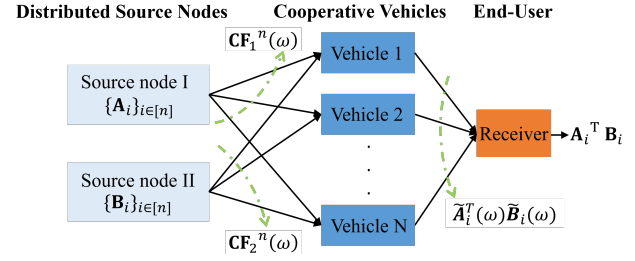 Distributed Source Nodes
Cooperative Vehicles
End-User
𝐂𝐅₁ⁿ(𝜔)
Vehicle 1
Source node I
{𝐀ᵢ}ᵢ∈[ₙ]
Vehicle 2
Receiver
𝐀ᵢᵀ 𝐁ᵢ
Source node II
{𝐁ᵢ}ᵢ∈[ₙ]
.
.
.
Vehicle N
𝐂𝐅₂ⁿ(𝜔)
𝑨̃ᵢᵀ(𝜔)𝑩̃ᵢ(𝜔)